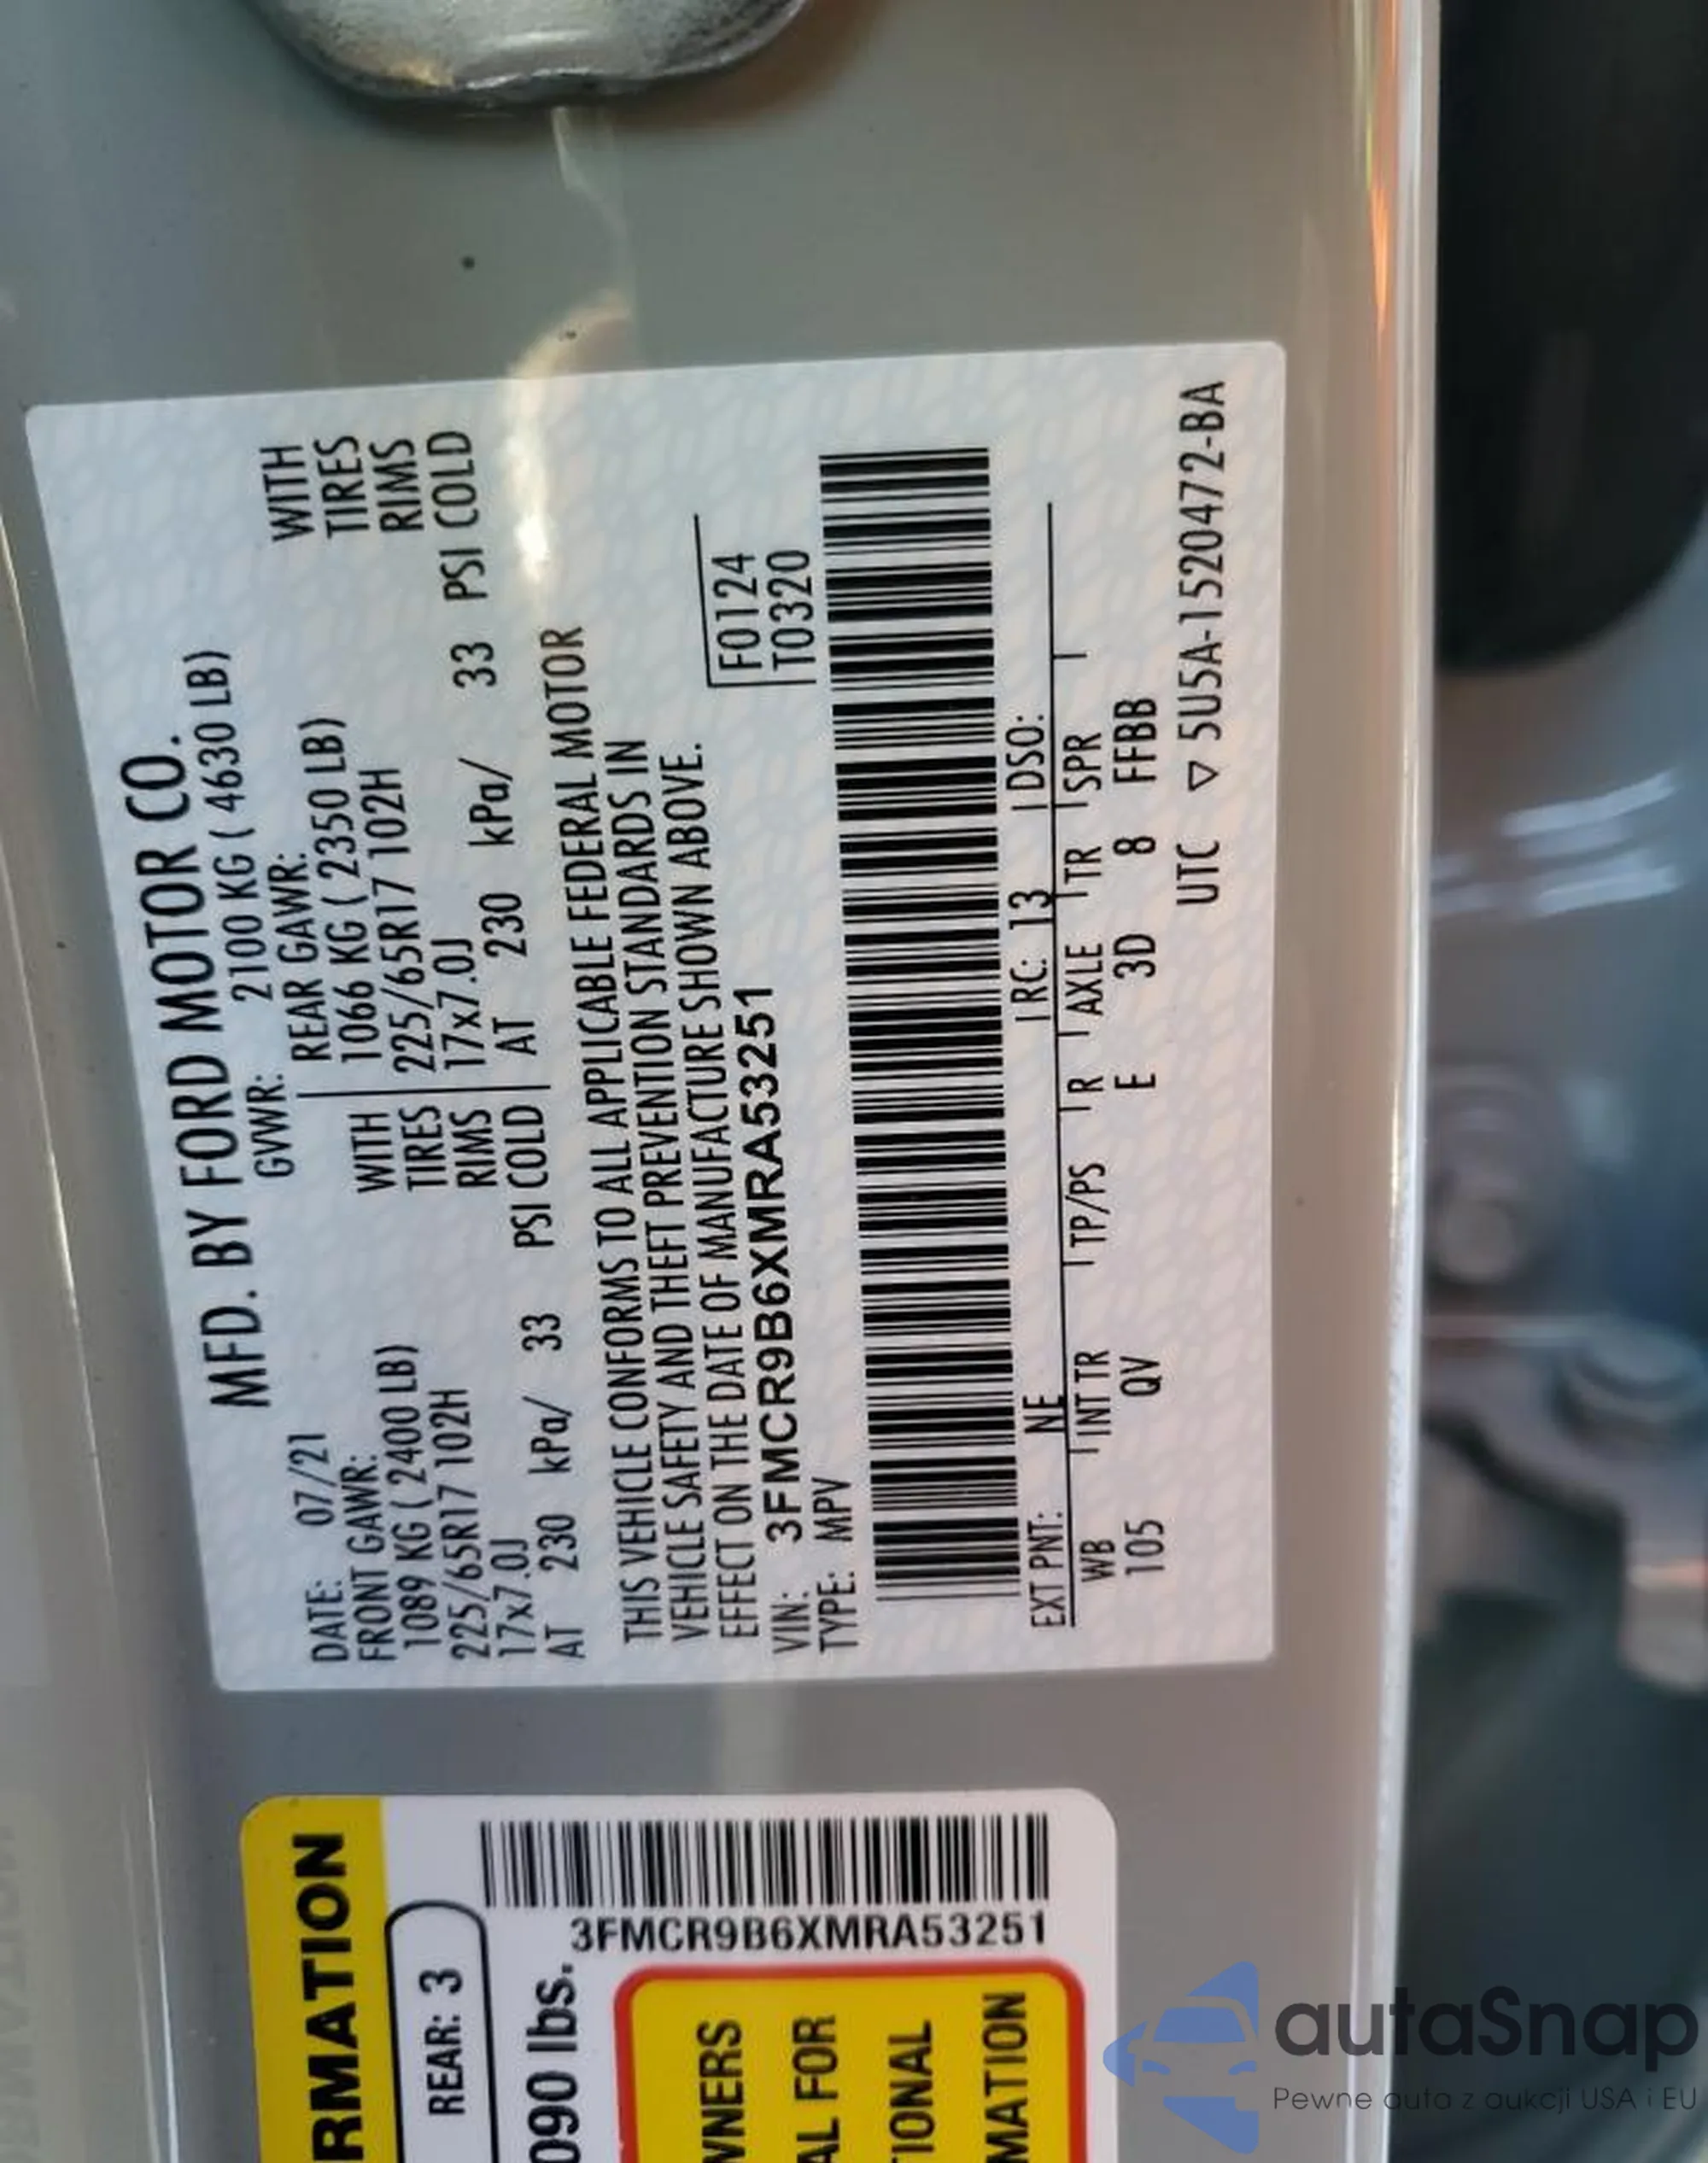 MFD. BY FORD MOTOR CO.
DATE: 07/21 GVWR: 2100 KG ( 4630 LB)
FRONT GAWR: REAR GAWR:
1089 KG ( 2400 LB) WITH 1066 KG ( 2350 LB) WITH
225/65R17 102H TIRES 225/65R17 102H TIRES
17x7.0J RIMS 17x7.0J RIMS
AT 230 kPa/ 33 PSI COLD AT 230 kPa/ 33 PSI COLD
THIS VEHICLE CONFORMS TO ALL APPLICABLE FEDERAL MOTOR
VEHICLE SAFETY AND THEFT PREVENTION STANDARDS IN
EFFECT ON THE DATE OF MANUFACTURE SHOWN ABOVE.
VIN: 3FMCR9B6XMRA53251 F0124
TYPE: MPV T0320
EXT PNT: NE RC: 13 DSO:
WB INT TR TP/PS R AXLE TR SPR
105 QV E 3D 8 FFBB
UTC ▽ 5U5A-1520472-BA
RMATION
REAR: 3
090 lbs.
3FMCR9B6XMRA53251
WNERS
AL FOR
TIONAL
MATION
autaSnap
Pewne auta z aukcji USA i EU